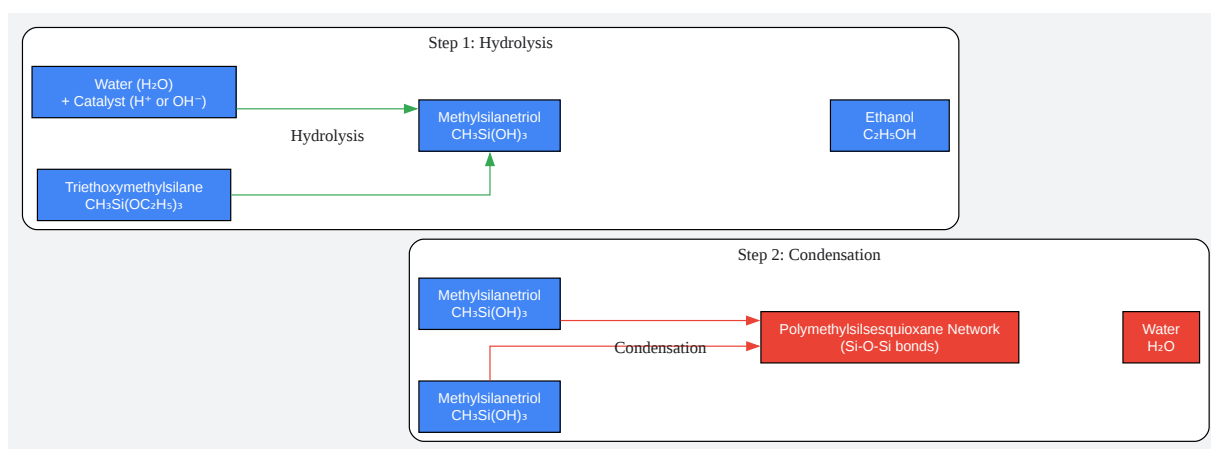 Step 1: Hydrolysis
Water (H₂O)
+ Catalyst (H⁺ or OH⁻)
Hydrolysis
Triethoxymethylsilane
CH₃Si(OC₂H₅)₃
Methylsilanetriol
CH₃Si(OH)₃
Ethanol
C₂H₅OH
Step 2: Condensation
Methylsilanetriol
CH₃Si(OH)₃
Condensation
Methylsilanetriol
CH₃Si(OH)₃
Polymethylsilsesquioxane Network
(Si-O-Si bonds)
Water
H₂O